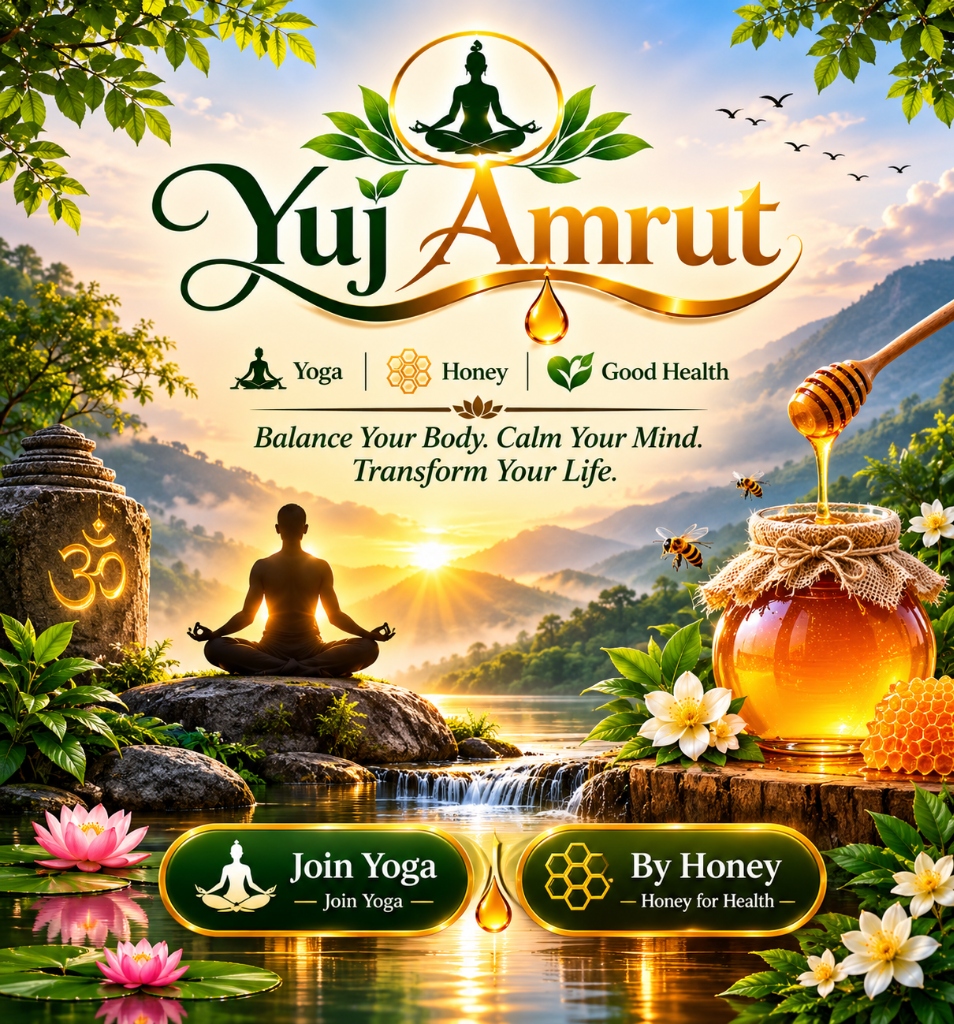 Yuj Amrut
Yoga | Honey | Good Health
Balance Your Body. Calm Your Mind.
Transform Your Life.
ॐ
Join Yoga
— Join Yoga —
By Honey
— Honey for Health —